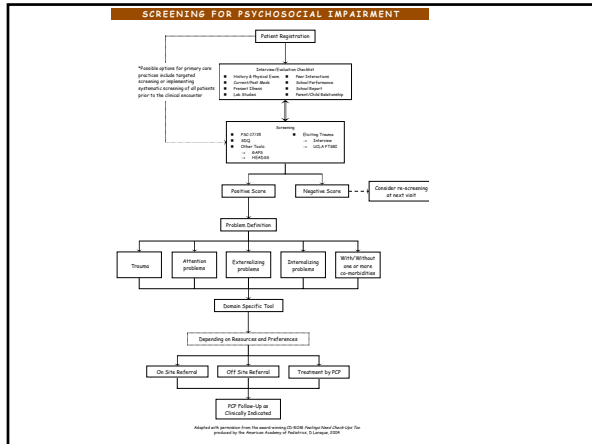 SCREENING FOR PSYCHOSOCIAL IMPAIRMENT
Patient Registration
*Possible options for primary care
practices include targeted
screening or implementing
systematic screening of all patients
prior to the clinical encounter
Interview/Evaluation Checklist
History & Physical Exam
Current/Past Meds
Present Illness
Lab Studies
Peer Interactions
School Performance
School Report
Parent/Child Relationship
Screening
PSC 17/35
SDQ
Other Tools:
→ GAPS
→ HEADSS
Eliciting Trauma
→ Interview
→ UCLA PTSD
Positive Score
Negative Score
Consider re-screening
at next visit
Problem Definition
Trauma
Attention
problems
Externalizing
problems
Internalizing
problems
With/Without
one or more
co-morbidities
Domain Specific Tool
Depending on Resources and Preferences
On Site Referral
Off Site Referral
Treatment by PCP
PCP Follow-Up as
Clinically Indicated
Adapted with permission from the award-winning CD-ROM Feelings Need Check-Ups Too
produced by the American Academy of Pediatrics, D Laraque, 2004